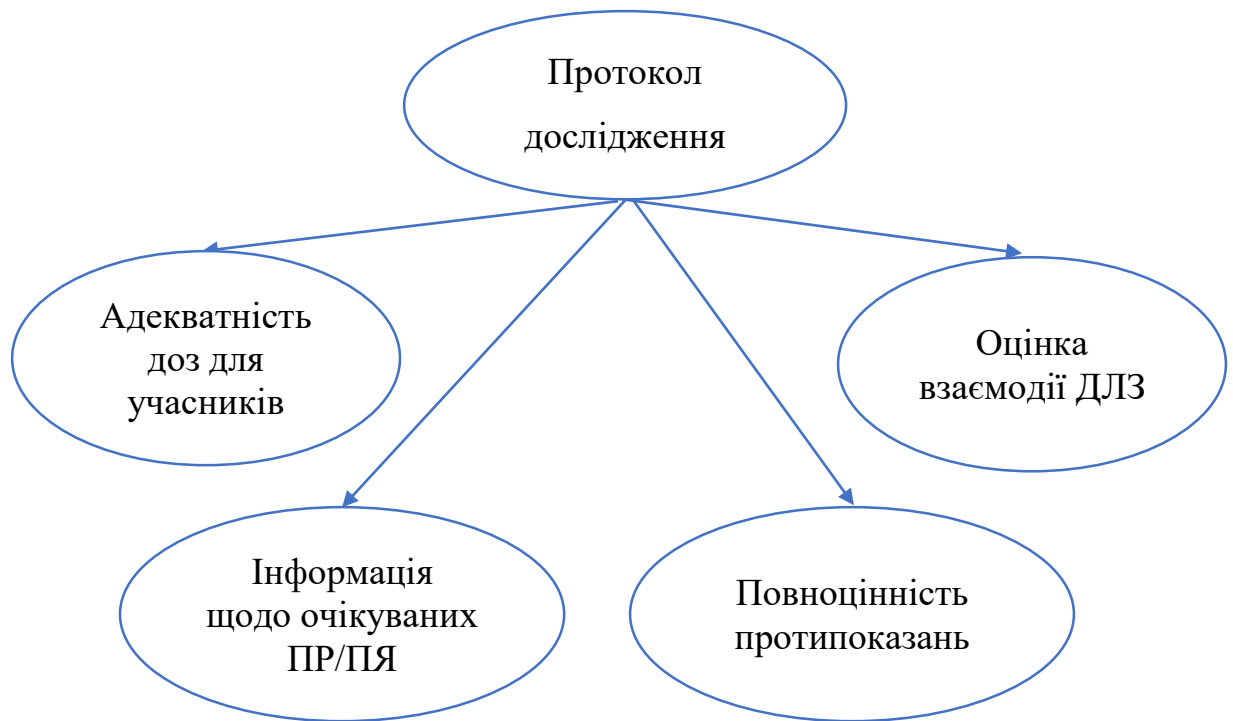 Протокол
дослідження
Адекватність
доз для
учасників
Оцінка
взаємодії ДЛЗ
Інформація
щодо очікуваних
ПР/ПЯ
Повноцінність
протипоказань